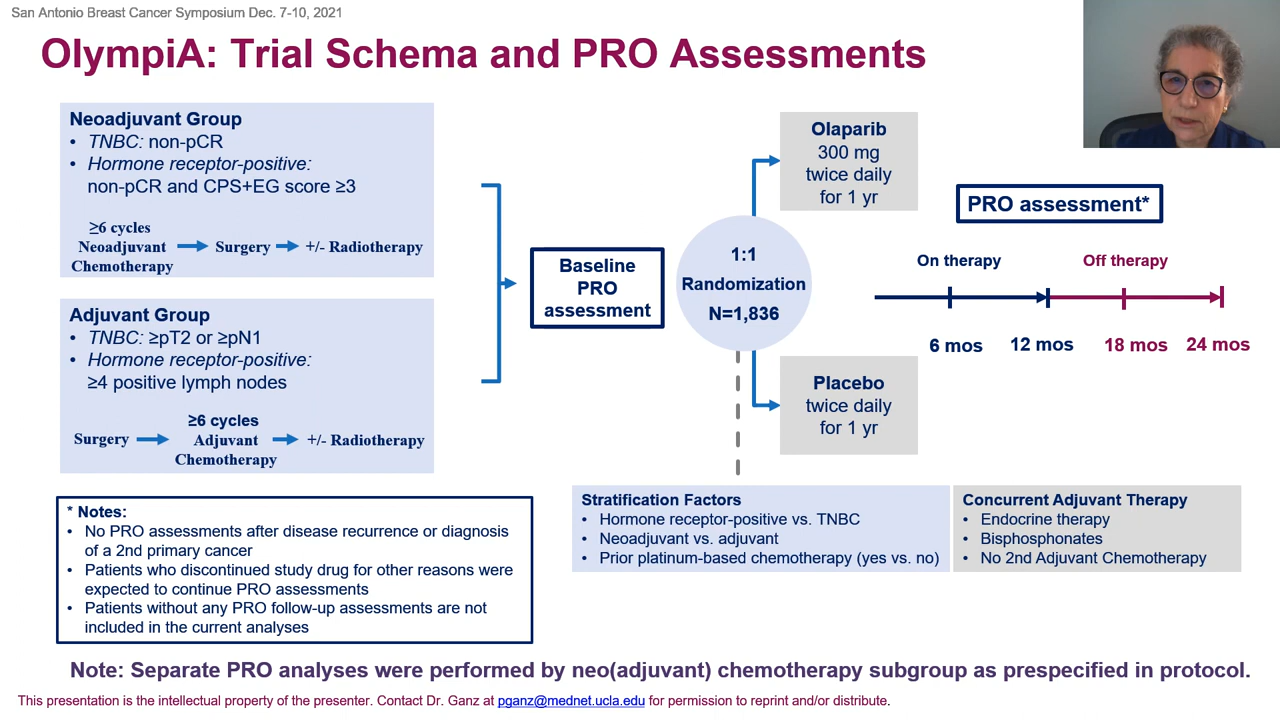 San Antonio Breast Cancer Symposium Dec. 7-10, 2021
OlympiA: Trial Schema and PRO Assessments
Neoadjuvant Group
• TNBC: non-pCR
• Hormone receptor-positive:
non-pCR and CPS+EG score ≥3
≥6 cycles
Neoadjuvant
Chemotherapy
Surgery
+/- Radiotherapy
Adjuvant Group
• TNBC: ≥pT2 or ≥pN1
• Hormone receptor-positive:
≥4 positive lymph nodes
Surgery
≥6 cycles
Adjuvant
Chemotherapy
+/- Radiotherapy
Baseline
PRO
assessment
1:1
Randomization
N=1,836
Olaparib
300 mg
twice daily
for 1 yr
Placebo
twice daily
for 1 yr
PRO assessment*
On therapy
Off therapy
6 mos
12 mos
18 mos
24 mos
* Notes:
• No PRO assessments after disease recurrence or diagnosis
of a 2nd primary cancer
• Patients who discontinued study drug for other reasons were
expected to continue PRO assessments
• Patients without any PRO follow-up assessments are not
included in the current analyses
Stratification Factors
• Hormone receptor-positive vs. TNBC
• Neoadjuvant vs. adjuvant
• Prior platinum-based chemotherapy (yes vs. no)
Concurrent Adjuvant Therapy
• Endocrine therapy
• Bisphosphonates
• No 2nd Adjuvant Chemotherapy
Note: Separate PRO analyses were performed by neo(adjuvant) chemotherapy subgroup as prespecified in protocol.
This presentation is the intellectual property of the presenter. Contact Dr. Ganz at pganz@mednet.ucla.edu for permission to reprint and/or distribute.